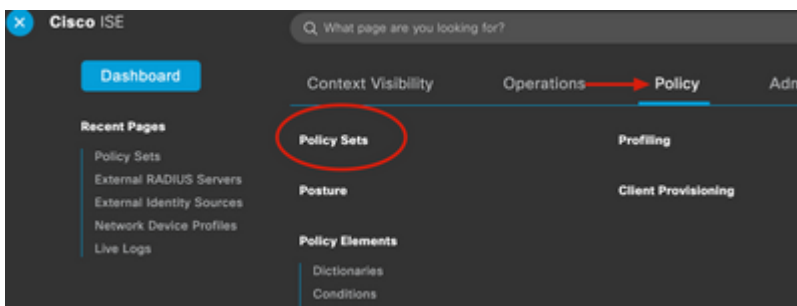 Cisco ISE
What page are you looking for?
Dashboard
Context Visibility
Operations
Policy
Recent Pages
Policy Sets
External RADIUS Servers
External Identity Sources
Network Device Profiles
Live Logs
Policy Sets
Profiling
Posture
Client Provisioning
Policy Elements
Dictionaries
Conditions